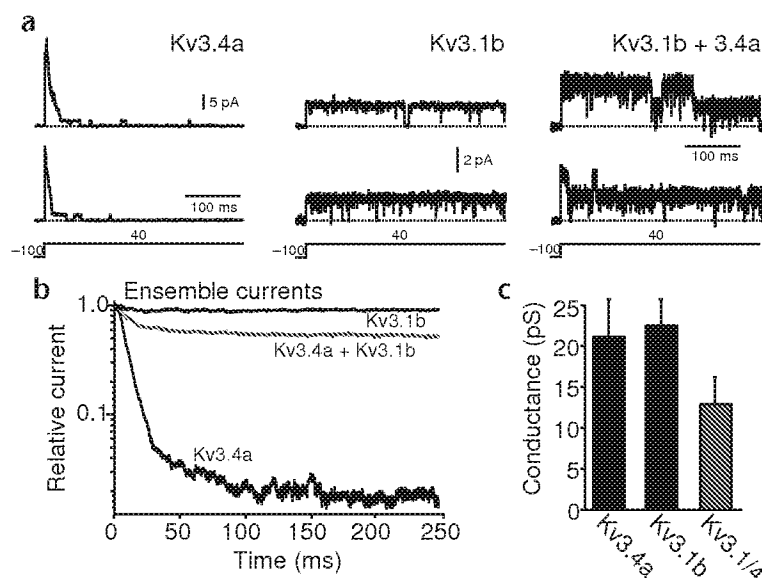 a
Kv3.4a
Kv3.1b
Kv3.1b + 3.4a
5 pA
2 pA
100 ms
100 ms
40
40
40
−100
−100
−100
b
Ensemble currents
1.0
0.1
Relative current
Kv3.1b
Kv3.4a + Kv3.1b
Kv3.4a
0
50
100
150
200
250
Time (ms)
c
Conductance (pS)
25
20
15
10
5
0
Kv3.4a
Kv3.1b
Kv3.1/4